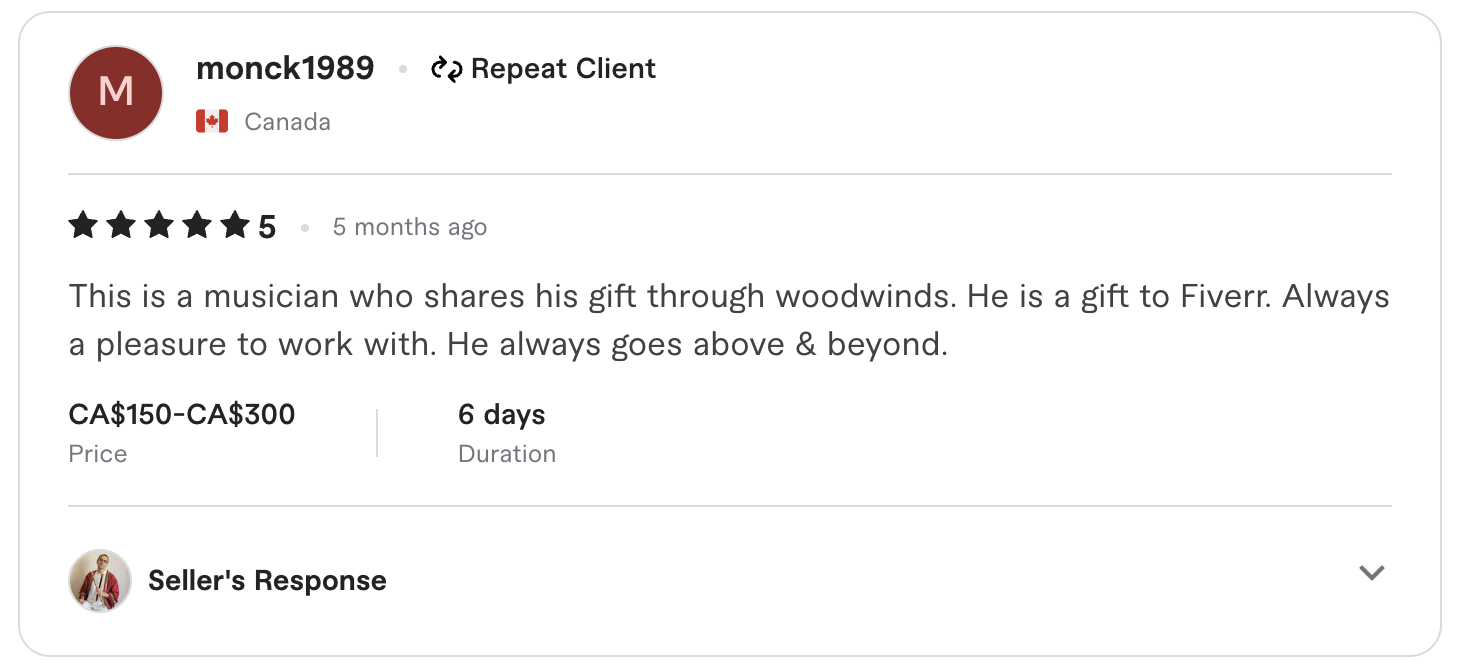 M
monck1989 • Repeat Client
Canada
5 • 5 months ago
This is a musician who shares his gift through woodwinds. He is a gift to Fiverr. Always
a pleasure to work with. He always goes above & beyond.
CA$150-CA$300
Price
6 days
Duration
Seller's Response